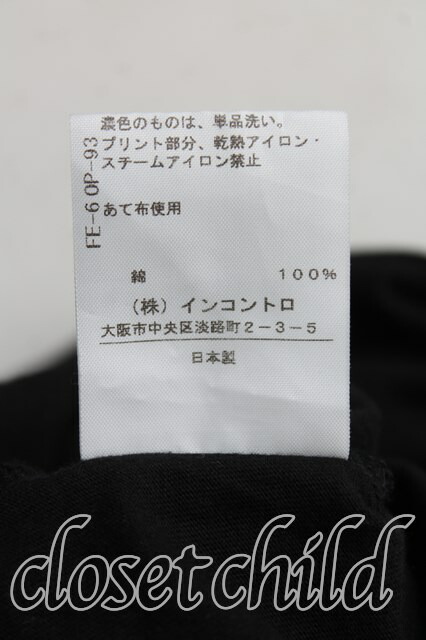 濃色のものは、単品洗い。
プリント部分、乾熱アイロン・
スチームアイロン禁止
あて布使用
FE-60P-93
綿 100%
(株) インコントロ
大阪市中央区淡路町2-3-5
日本製
closet child